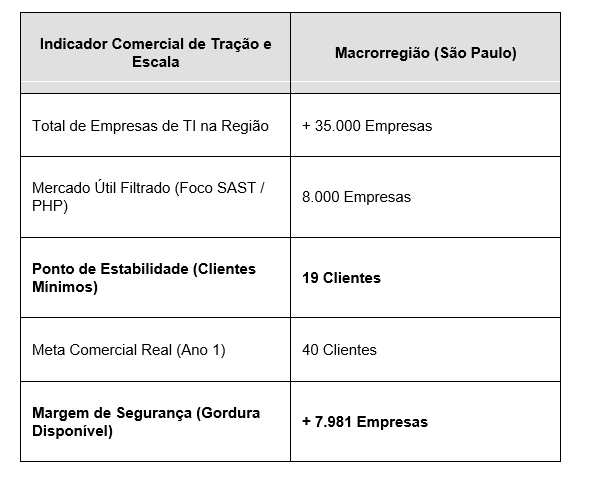 Indicador Comercial de Tração e
Escala
Macrorregião (São Paulo)
Total de Empresas de TI na Região
+ 35.000 Empresas
Mercado Útil Filtrado (Foco SAST /
PHP)
8.000 Empresas
Ponto de Estabilidade (Clientes
Mínimos)
19 Clientes
Meta Comercial Real (Ano 1)
40 Clientes
Margem de Segurança (Gordura
Disponível)
+ 7.981 Empresas